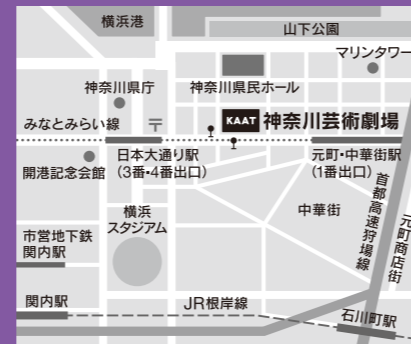 横浜港
山下公園
マリンタワー
神奈川県庁
神奈川県民ホール
みなとみらい線
〒
KAAT 神奈川芸術劇場
開港記念会館
日本大通り駅
(3番・4番出口)
元町・中華街駅
(1番出口)
首都高速狩場線
元町商店街
中華街
横浜
スタジアム
市営地下鉄
関内駅
関内駅
JR根岸線
石川町駅